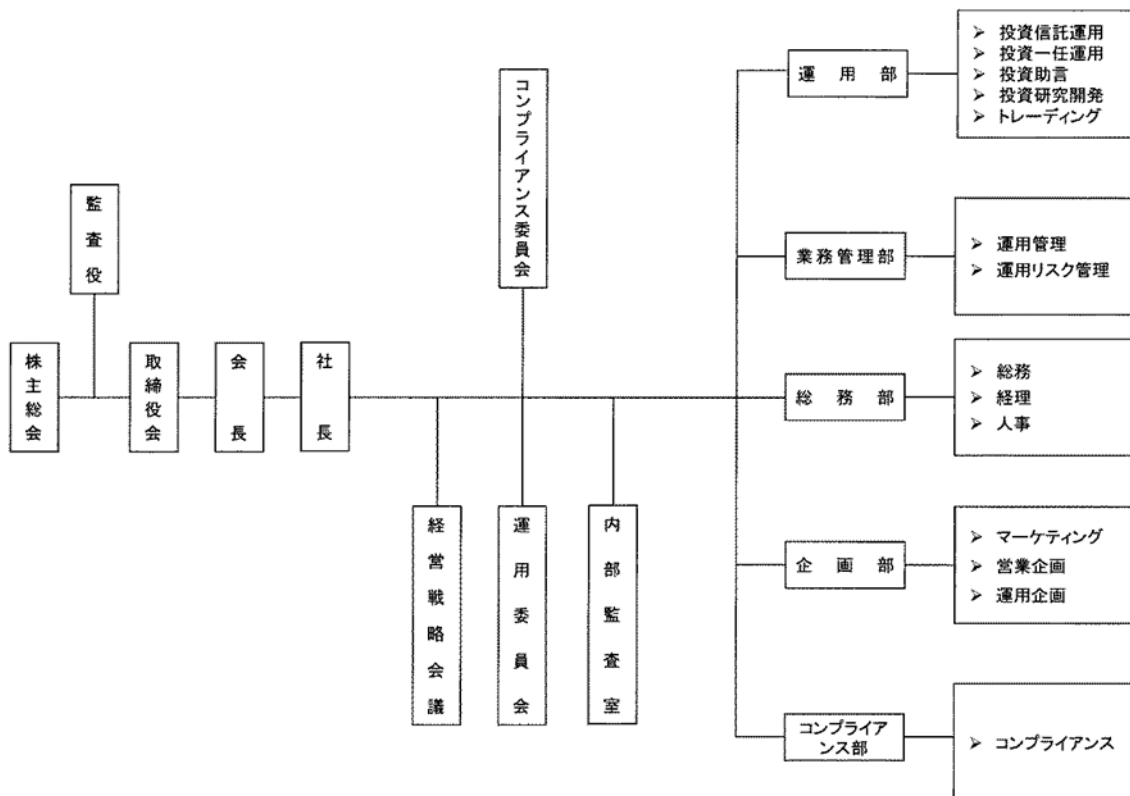 株主総会
監査役
取締役会
会長
社長
コンプライアンス委員会
経営戦略会議
運用委員会
内部監査室
運用部
➢ 投資信託運用
➢ 投資一任運用
➢ 投資助言
➢ 投資研究開発
➢ トレーディング
業務管理部
➢ 運用管理
➢ 運用リスク管理
総務部
➢ 総務
➢ 経理
➢ 人事
企画部
➢ マーケティング
➢ 営業企画
➢ 運用企画
コンプライア
ンス部
➢ コンプライアンス